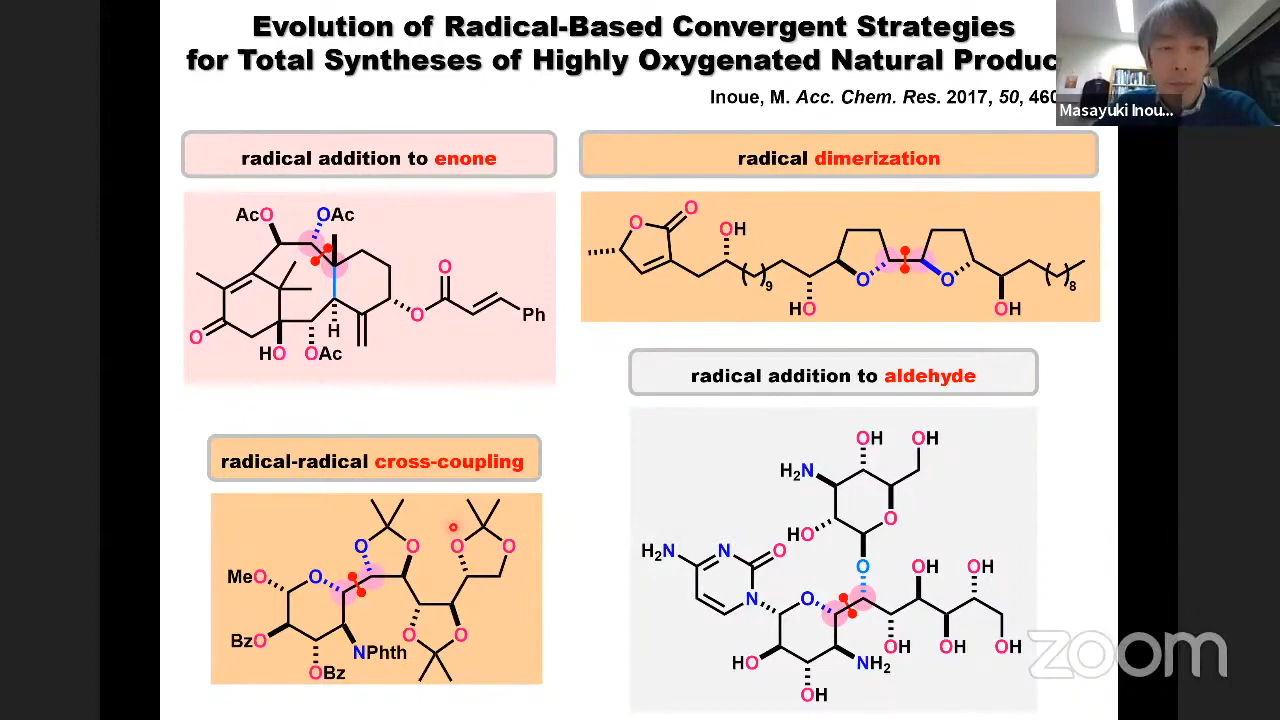 Evolution of Radical-Based Convergent Strategies
for Total Syntheses of Highly Oxygenated Natural Produc
Inoue, M. Acc. Chem. Res. 2017, 50, 460
Masayuki Inou...
radical addition to enone
AcO
OAc
O
O
Ph
O
H
HO
OAc
radical dimerization
O
O
OH
( )9
HO
O
O
OH
( )8
radical addition to aldehyde
OH
OH
H2N
O
HO
H2N
N
O
N
O
O
OH
OH
OH
OH
OH
HO
NH2
OH
radical-radical cross-coupling
O
O
O
O
MeO
O
BzO
NPhth
OBz
O
O
zoom